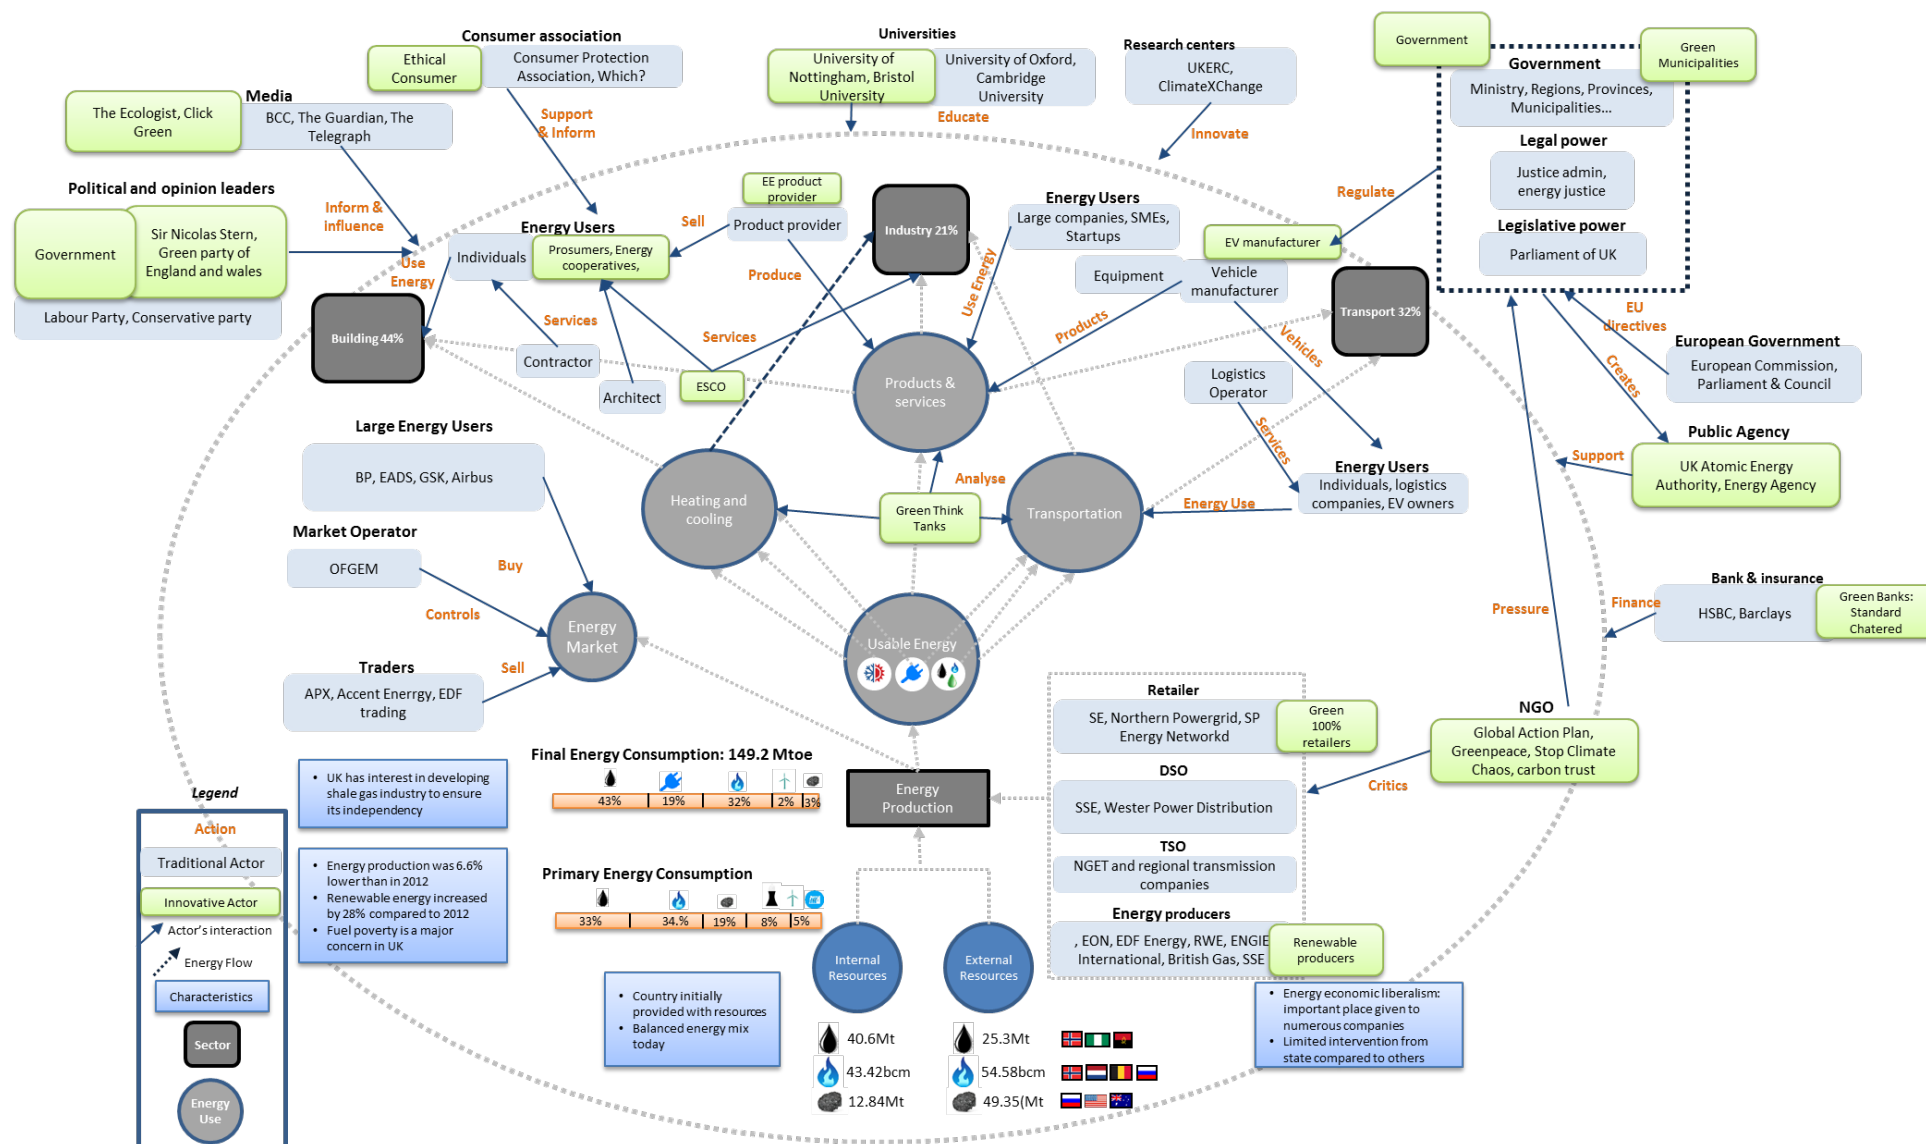 Consumer association
Ethical
Consumer
Consumer Protection
Association, Which?
Universities
University of
Nottingham, Bristol
University
University of Oxford,
Cambridge
University
Research centers
UKERC,
ClimateXChange
Government
Green
Municipalities
Government
Ministry, Regions, Provinces,
Municipalities...
Legal power
Justice admin,
energy justice
Legislative power
Parliament of UK
Media
The Ecologist, Click
Green
BCC, The Guardian, The
Telegraph
Support
& Inform
Educate
Innovate
Regulate
Political and opinion leaders
Government
Sir Nicolas Stern,
Green party of
England and wales
Labour Party, Conservative party
Inform &
Influence
Use
Energy
Energy Users
Individuals
Prosumers, Energy
cooperatives,
Sell
EE product
provider
Product provider
Produce
Industry 21%
Energy Users
Large companies, SMEs,
Startups
Use Energy
EV manufacturer
Equipment
Vehicle
manufacturer
Products
Vehicles
Transport 32%
Building 44%
Services
Contractor
Architect
Services
ESCO
Products &
services
Logistics
Operator
Services
EU
directives
European Government
European Commission,
Parliament & Council
Creates
Public Agency
UK Atomic Energy
Authority, Energy Agency
Support
Large Energy Users
BP, EADS, GSK, Airbus
Heating and
cooling
Analyse
Green Think
Tanks
Transportation
Energy Use
Energy Users
Individuals, logistics
companies, EV owners
Market Operator
OFGEM
Buy
Controls
Energy
Market
Traders
Sell
APX, Accent Enerrgy, EDF
trading
Usable Energy
Pressure
Bank & insurance
Finance
HSBC, Barclays
Green Banks:
Standard
Chatered
Retailer
SE, Northern Powergrid, SP
Energy Networkd
Green
100%
retailers
DSO
SSE, Wester Power Distribution
TSO
NGET and regional transmission
companies
Energy producers
, EON, EDF Energy, RWE, ENGIE
International, British Gas, SSE
Renewable
producers
NGO
Global Action Plan,
Greenpeace, Stop Climate
Chaos, carbon trust
Critics
Final Energy Consumption: 149.2 Mtoe
43% 19% 32% 2% 3%
Energy
Production
Primary Energy Consumption
33% 34.% 19% 8% 5%
Internal
Resources
External
Resources
40.6Mt
43.42bcm
12.84Mt
25.3Mt
54.58bcm
49.35(Mt
• UK has interest in developing
shale gas industry to ensure
its independency
• Energy production was 6.6%
lower than in 2012
• Renewable energy increased
by 28% compared to 2012
• Fuel poverty is a major
concern in UK
• Country initially
provided with resources
• Balanced energy mix
today
• Energy economic liberalism:
important place given to
numerous companies
• Limited intervention from
state compared to others
Legend
Action
Traditional Actor
Innovative Actor
Actor's interaction
Energy Flow
Characteristics
Sector
Energy
Use